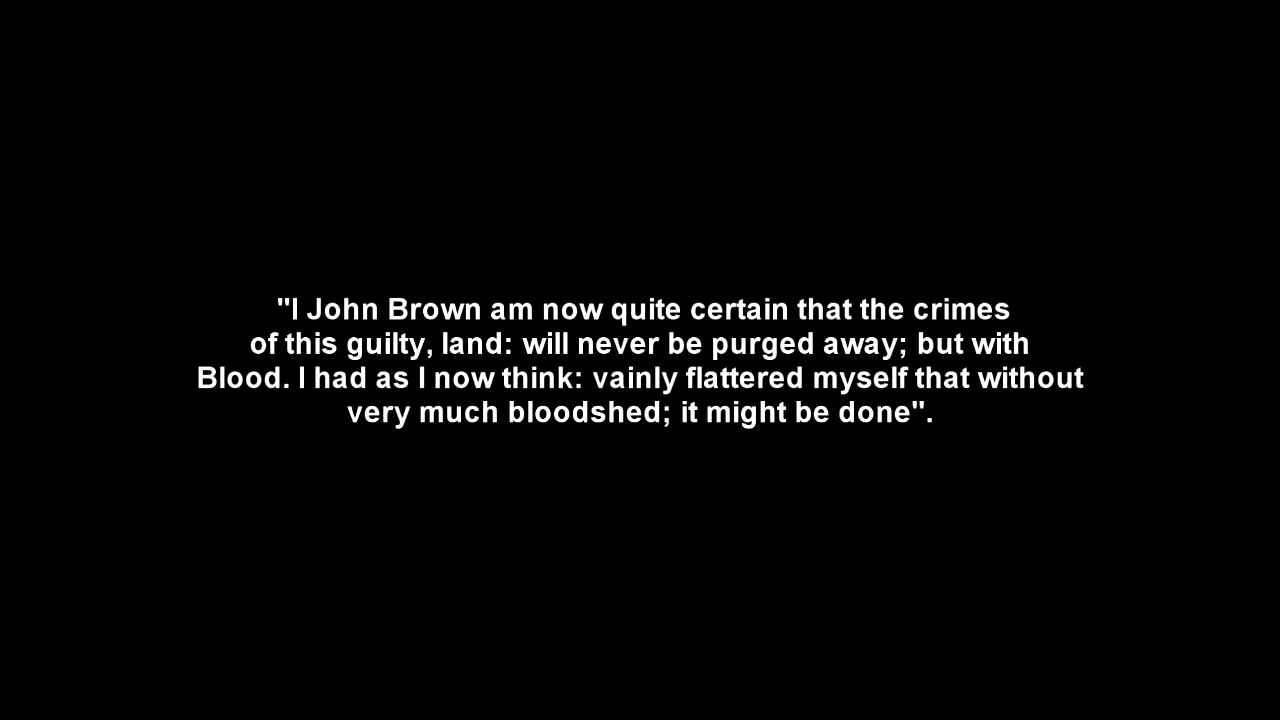 "I John Brown am now quite certain that the crimes
of this guilty, land: will never be purged away; but with
Blood. I had as I now think: vainly flattered myself that without
very much bloodshed; it might be done".